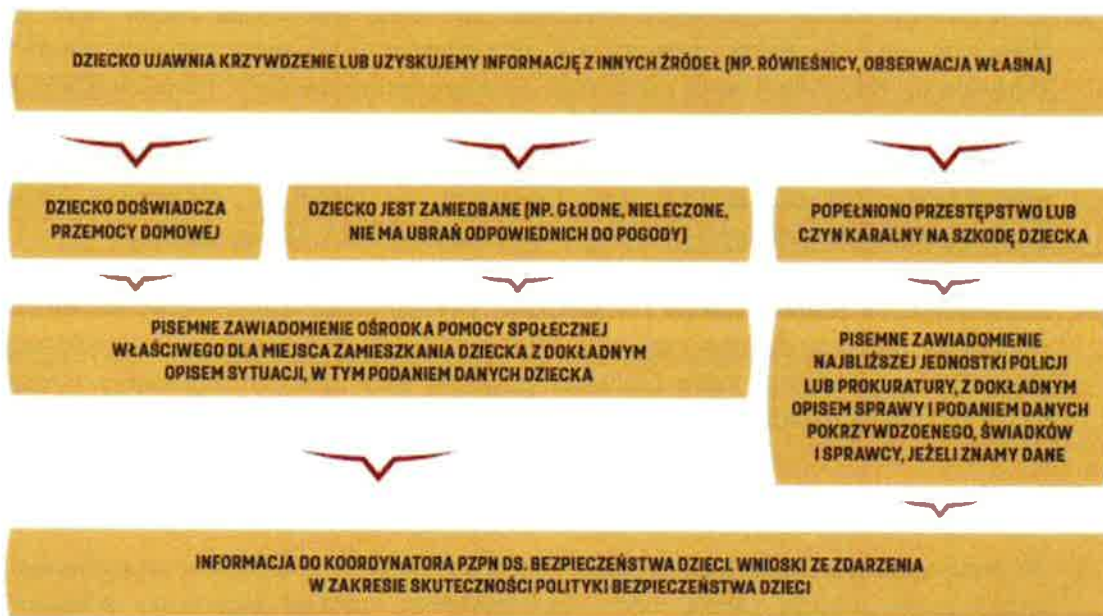 DZIECKO UJAWNIA KRZYWDZENIE LUB UZYSKUJEMY INFORMACJĘ Z INNYCH ŹRÓDEŁ (NP. RÓWIEŚNICY, OBSERWACJA WŁASNA)
DZIECKO DOŚWIADCZA
PRZEMOCY DOMOWEJ
DZIECKO JEST ZANIEDBANE (NP. GŁODNE, NIELECZONE,
NIE MA UBRAŃ ODPOWIEDNICH DO POGODY)
POPEŁNIONO PRZESTĘPSTWO LUB
CZYN KARALNY NA SZKODĘ DZIECKA
PISEMNE ZAWIADOMIENIE OŚRODKA POMOCY SPOŁECZNEJ
WŁAŚCIWEGO DLA MIEJSCA ZAMIESZKANIA DZIECKA Z DOKŁADNYM
OPISEM SYTUACJI, W TYM PODANIEM DANYCH DZIECKA
PISEMNE ZAWIADOMIENIE
NAJBLIŻSZEJ JEDNOSTKI POLICJI
LUB PROKURATURY, Z DOKŁADNYM
OPISEM SPRAWY I PODANIEM DANYCH
POKRZYWDZOENEGO, ŚWIADKÓW
I SPRAWCY, JEŻELI ZNAMY DANE
INFORMACJA DO KOORDYNATORA PZPN DS. BEZPIECZEŃSTWA DZIECI. WNIOSKI ZE ZDARZENIA
W ZAKRESIE SKUTECZNOŚCI POLITYKI BEZPIECZEŃSTWA DZIECI